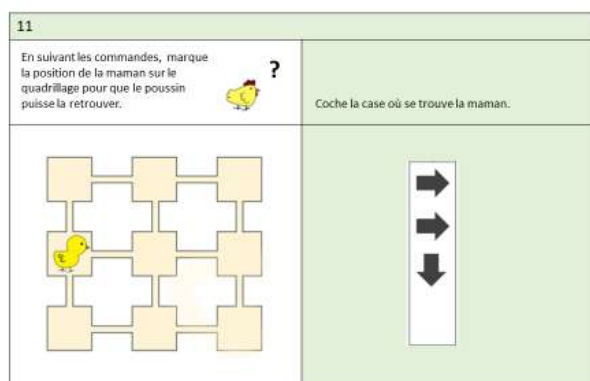 11
En suivant les commandes, marque
la position de la maman sur le
quadrillage pour que le poussin
puisse la retrouver.
?
Coche la case où se trouve la maman.